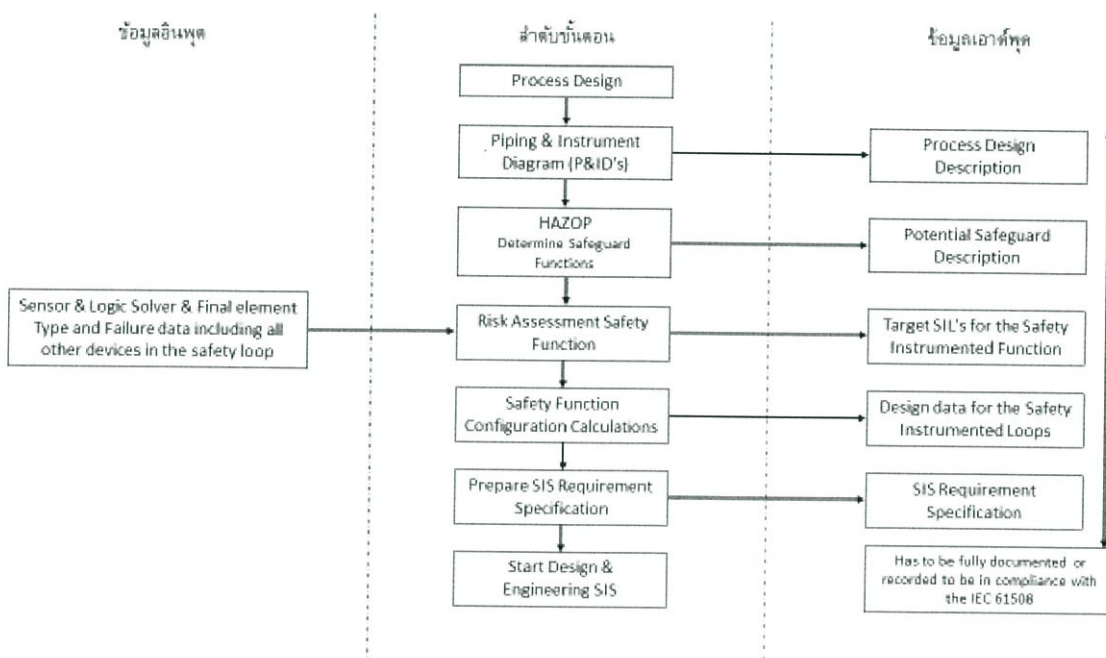 ข้อมูลอินพุต
ลำดับขั้นตอน
ข้อมูลเอาต์พุต
Process Design
Piping & Instrument
Diagram (P&ID's)
Process Design
Description
HAZOP
Determine Safeguard
Functions
Potential Safeguard
Description
Sensor & Logic Solver & Final element
Type and Failure data including all
other devices in the safety loop
Risk Assessment Safety
Function
Target SIL's for the Safety
Instrumented Function
Safety Function
Configuration Calculations
Design data for the Safety
Instrumented Loops
Prepare SIS Requirement
Specification
SIS Requirement
Specification
Start Design &
Engineering SIS
Has to be fully documented or
recorded to be in compliance with
the IEC 61508